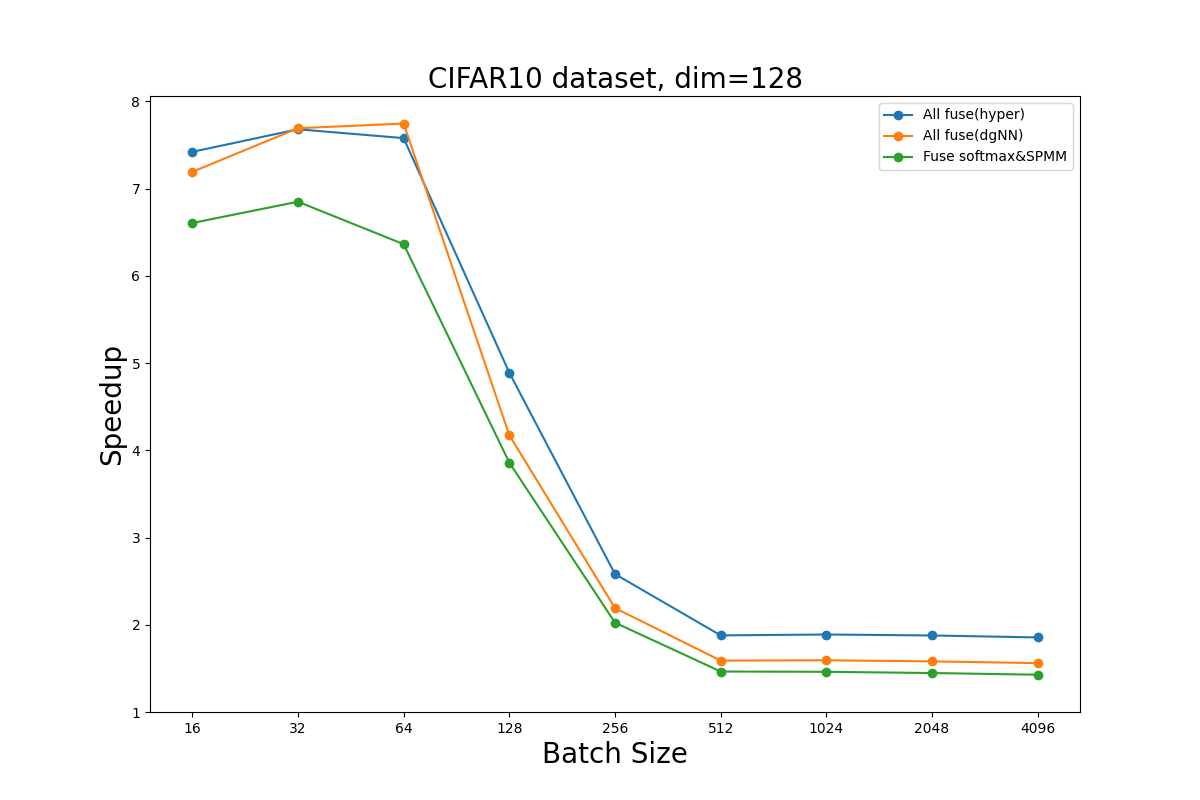 CIFAR10 dataset, dim=128
All fuse(hyper)
All fuse(dgNN)
Fuse softmax&SPMM
Speedup
8
7
6
5
4
3
2
1
16 32 64 128 256 512 1024 2048 4096
Batch Size